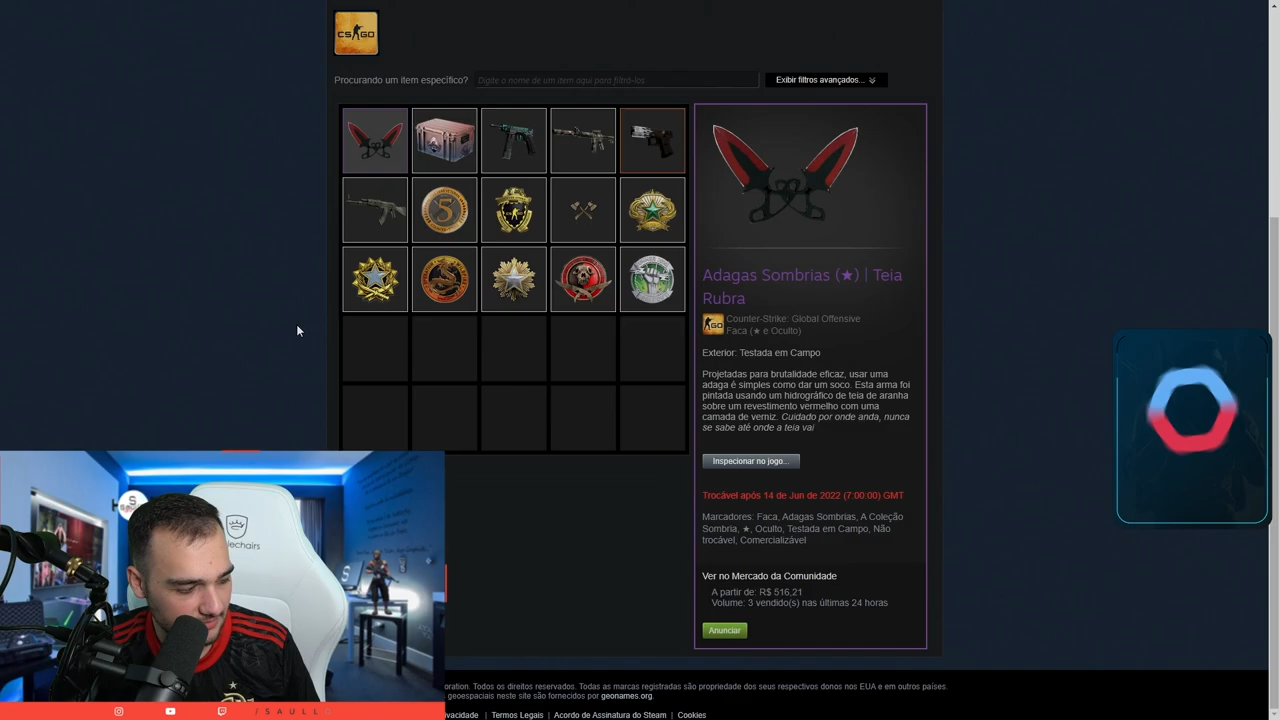 CS GO
Procurando um item específico?
Digite o nome de um item aqui para filtrá-los
Exibir filtros avançados...
5
Adagas Sombrias (★) | Teia
Rubra
GO
Counter-Strike: Global Offensive
Faca (★ e Oculto)
Exterior: Testada em Campo
Projetadas para brutalidade eficaz, usar uma
adaga é simples como dar um soco. Esta arma foi
pintada usando um hidrográfico de teia de aranha
sobre um revestimento vermelho com uma
camada de verniz. Cuidado por onde anda, nunca
se sabe até onde a teia vai
Inspecionar no jogo...
Trocável após 14 de Jun de 2022 (7:00:00) GMT
Marcadores: Faca, Adagas Sombrias, A Coleção
Sombria, ★, Oculto, Testada em Campo, Não
trocável, Comercializável
Ver no Mercado da Comunidade
A partir de: R$ 516,21
Volume: 3 vendido(s) nas últimas 24 horas
Anunciar
oration. Todos os direitos reservados. Todas as marcas registradas são propriedade dos seus respectivos donos nos EUA e em outros países.
geoespaciais neste site são fornecidos por geonames.org.
ivacidade | Termos Legais | Acordo de Assinatura do Steam | Cookies
echairs
/SAULL